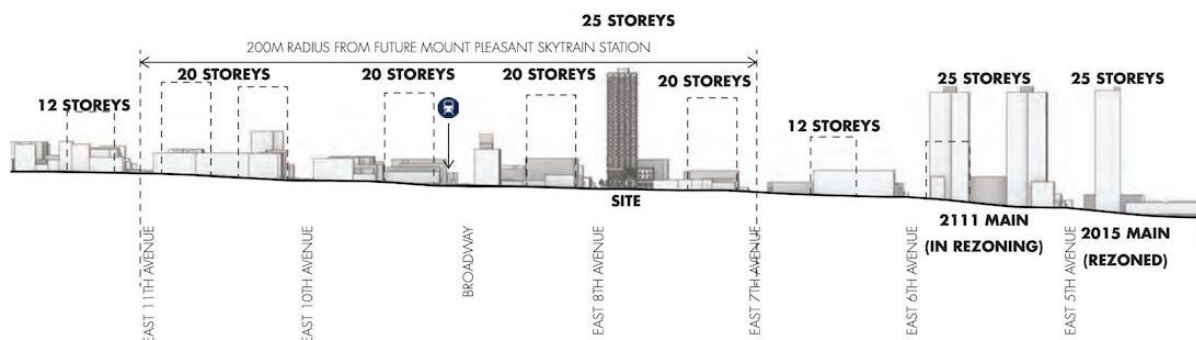 25 STOREYS
200M RADIUS FROM FUTURE MOUNT PLEASANT SKYTRAIN STATION
20 STOREYS
20 STOREYS
20 STOREYS
20 STOREYS
25 STOREYS
25 STOREYS
12 STOREYS
12 STOREYS
SITE
2111 MAIN
(IN REZONING)
2015 MAIN
(REZONED)
EAST 11TH AVENUE
EAST 10TH AVENUE
BROADWAY
EAST 8TH AVENUE
EAST 7TH AVENUE
EAST 6TH AVENUE
EAST 5TH AVENUE